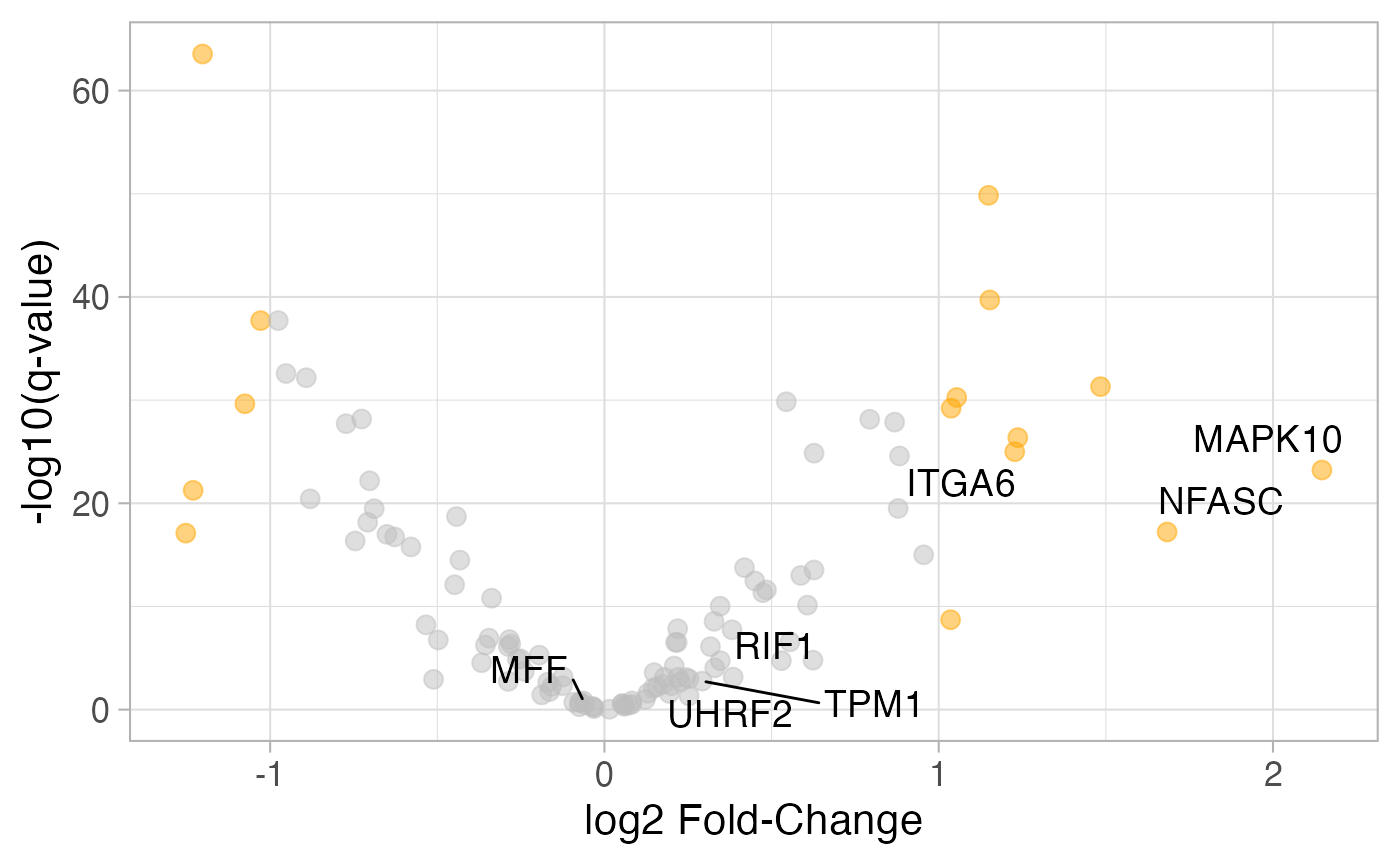 60
40
20
0
-log10(q-value)
MAPK10
ITGA6
NFASC
RIF1
MFF
TPM1
UHRF2
-1
0
1
2
log2 Fold-Change